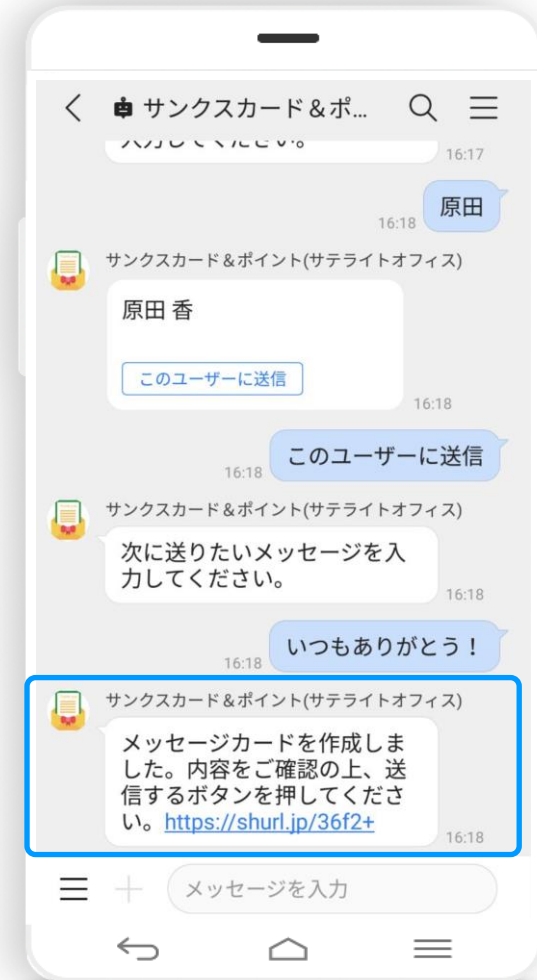 サンクスカード＆ポ...
入力してください。
16:17
原田
16:18
サンクスカード＆ポイント(サテライトオフィス)
原田 香
このユーザーに送信
16:18
このユーザーに送信
16:18
サンクスカード＆ポイント(サテライトオフィス)
次に送りたいメッセージを入
力してください。
16:18
いつもありがとう！
16:18
サンクスカード＆ポイント(サテライトオフィス)
メッセージカードを作成しま
した。内容をご確認の上、送
信するボタンを押してくださ
い。https://shurl.jp/36f2+
16:18
メッセージを入力